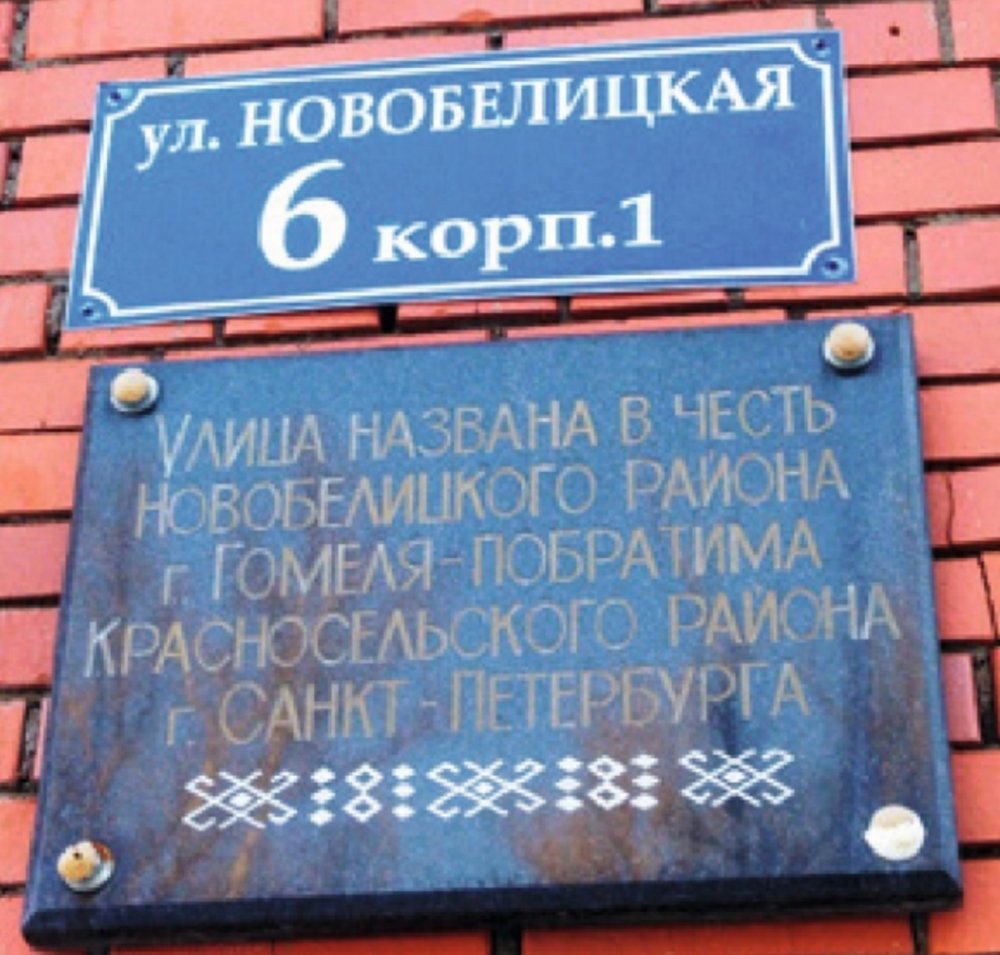 ул. НОВОБЕЛИЦКАЯ
6 корп.1
УЛИЦА НАЗВАНА В ЧЕСТЬ
НОВОБЕЛИЦКОГО РАЙОНА
г. ГОМЕЛЯ-ПОБРАТИМА
КРАСНОСЕЛЬСКОГО РАЙОНА
г. САНКТ-ПЕТЕРБУРГА